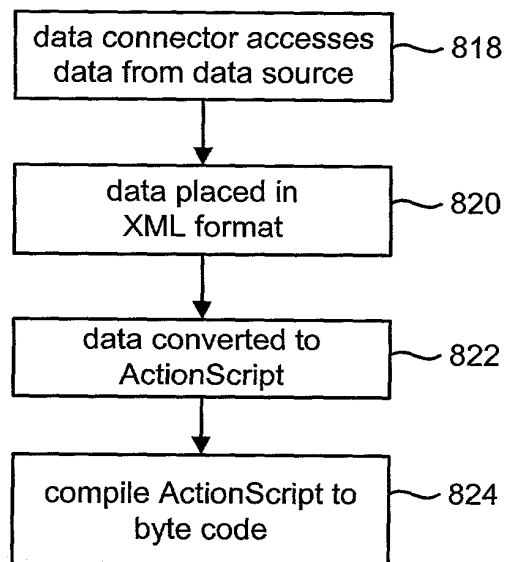 data connector accesses
data from data source
818
data placed in
XML format
820
data converted to
ActionScript
822
compile ActionScript to
byte code
824